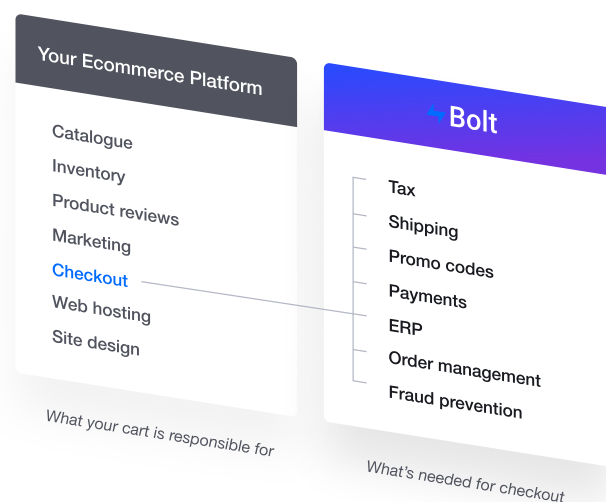 Your Ecommerce Platform
Catalogue
Inventory
Product reviews
Marketing
Checkout
Web hosting
Site design
What your cart is responsible for
Bolt
Tax
Shipping
Promo codes
Payments
ERP
Order management
Fraud prevention
What's needed for checkout